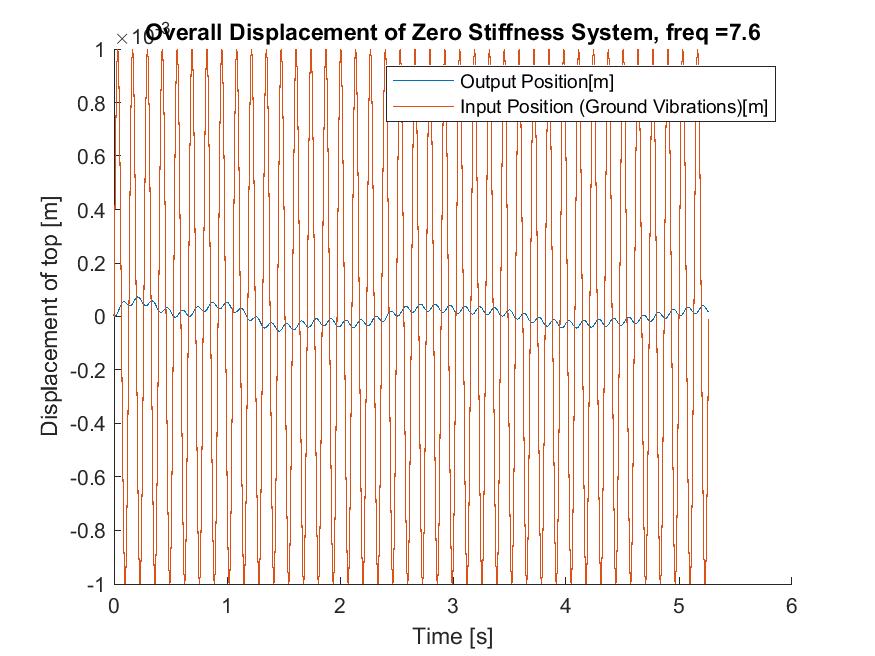 ×10-3
Overall Displacement of Zero Stiffness System, freq =7.6
Output Position[m]
Input Position (Ground Vibrations)[m]
Displacement of top [m]
1
0.8
0.6
0.4
0.2
0
-0.2
-0.4
-0.6
-0.8
-1
0 1 2 3 4 5 6
Time [s]